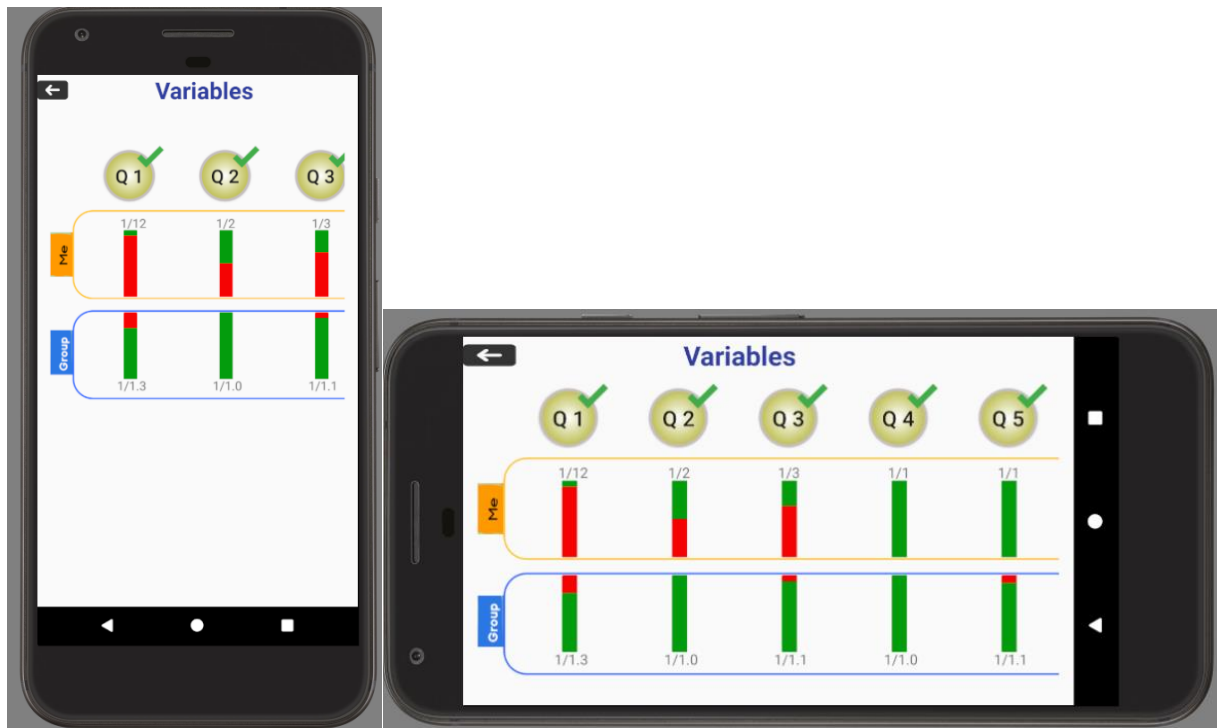 Variables
Q 1 Q 2 Q 3
1/12 1/2 1/3
Me
Group
1/1.3 1/1.0 1/1.1
Variables
Q 1 Q 2 Q 3 Q 4 Q 5
1/12 1/2 1/3 1/1 1/1
Me
Group
1/1.3 1/1.0 1/1.1 1/1.0 1/1.1